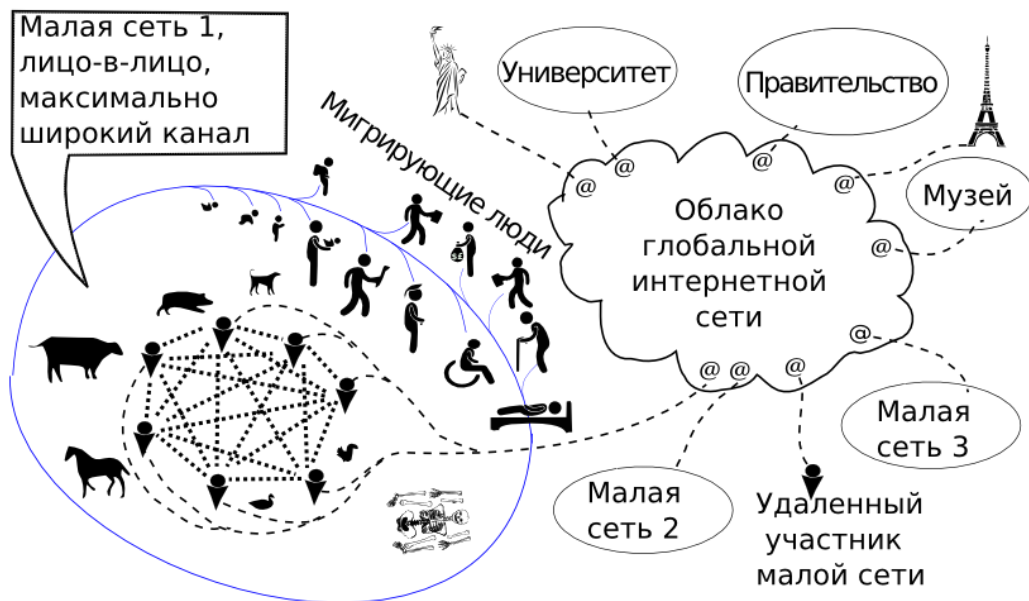 Малая сеть 1,
лицо-в-лицо,
максимально
широкий канал
Мигрирующие люди
$€
Университет
Правительство
Музей
@
@
@
@
@
Облако
глобальной
интернетной
сети
@
@
@
@
Малая
сеть 2
Удаленный
участник
малой сети
Малая
сеть 3